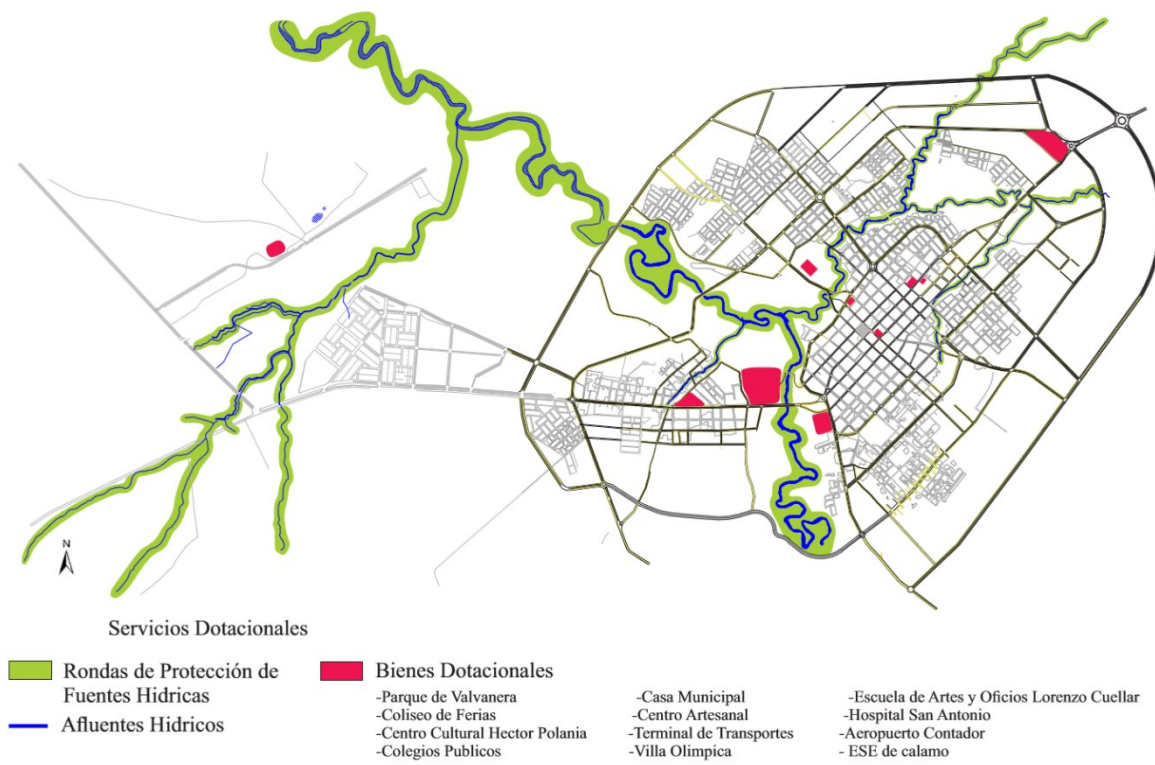 N
Servicios Dotacionales
Rondas de Protección de
Fuentes Hidricas
Afluentes Hidricos
Bienes Dotacionales
-Parque de Valvanera
-Coliseo de Ferias
-Centro Cultural Hector Polania
-Colegios Publicos
-Casa Municipal
-Centro Artesanal
-Terminal de Transportes
-Villa Olimpica
-Escuela de Artes y Oficios Lorenzo Cuellar
-Hospital San Antonio
-Aeropuerto Contador
- ESE de calamo